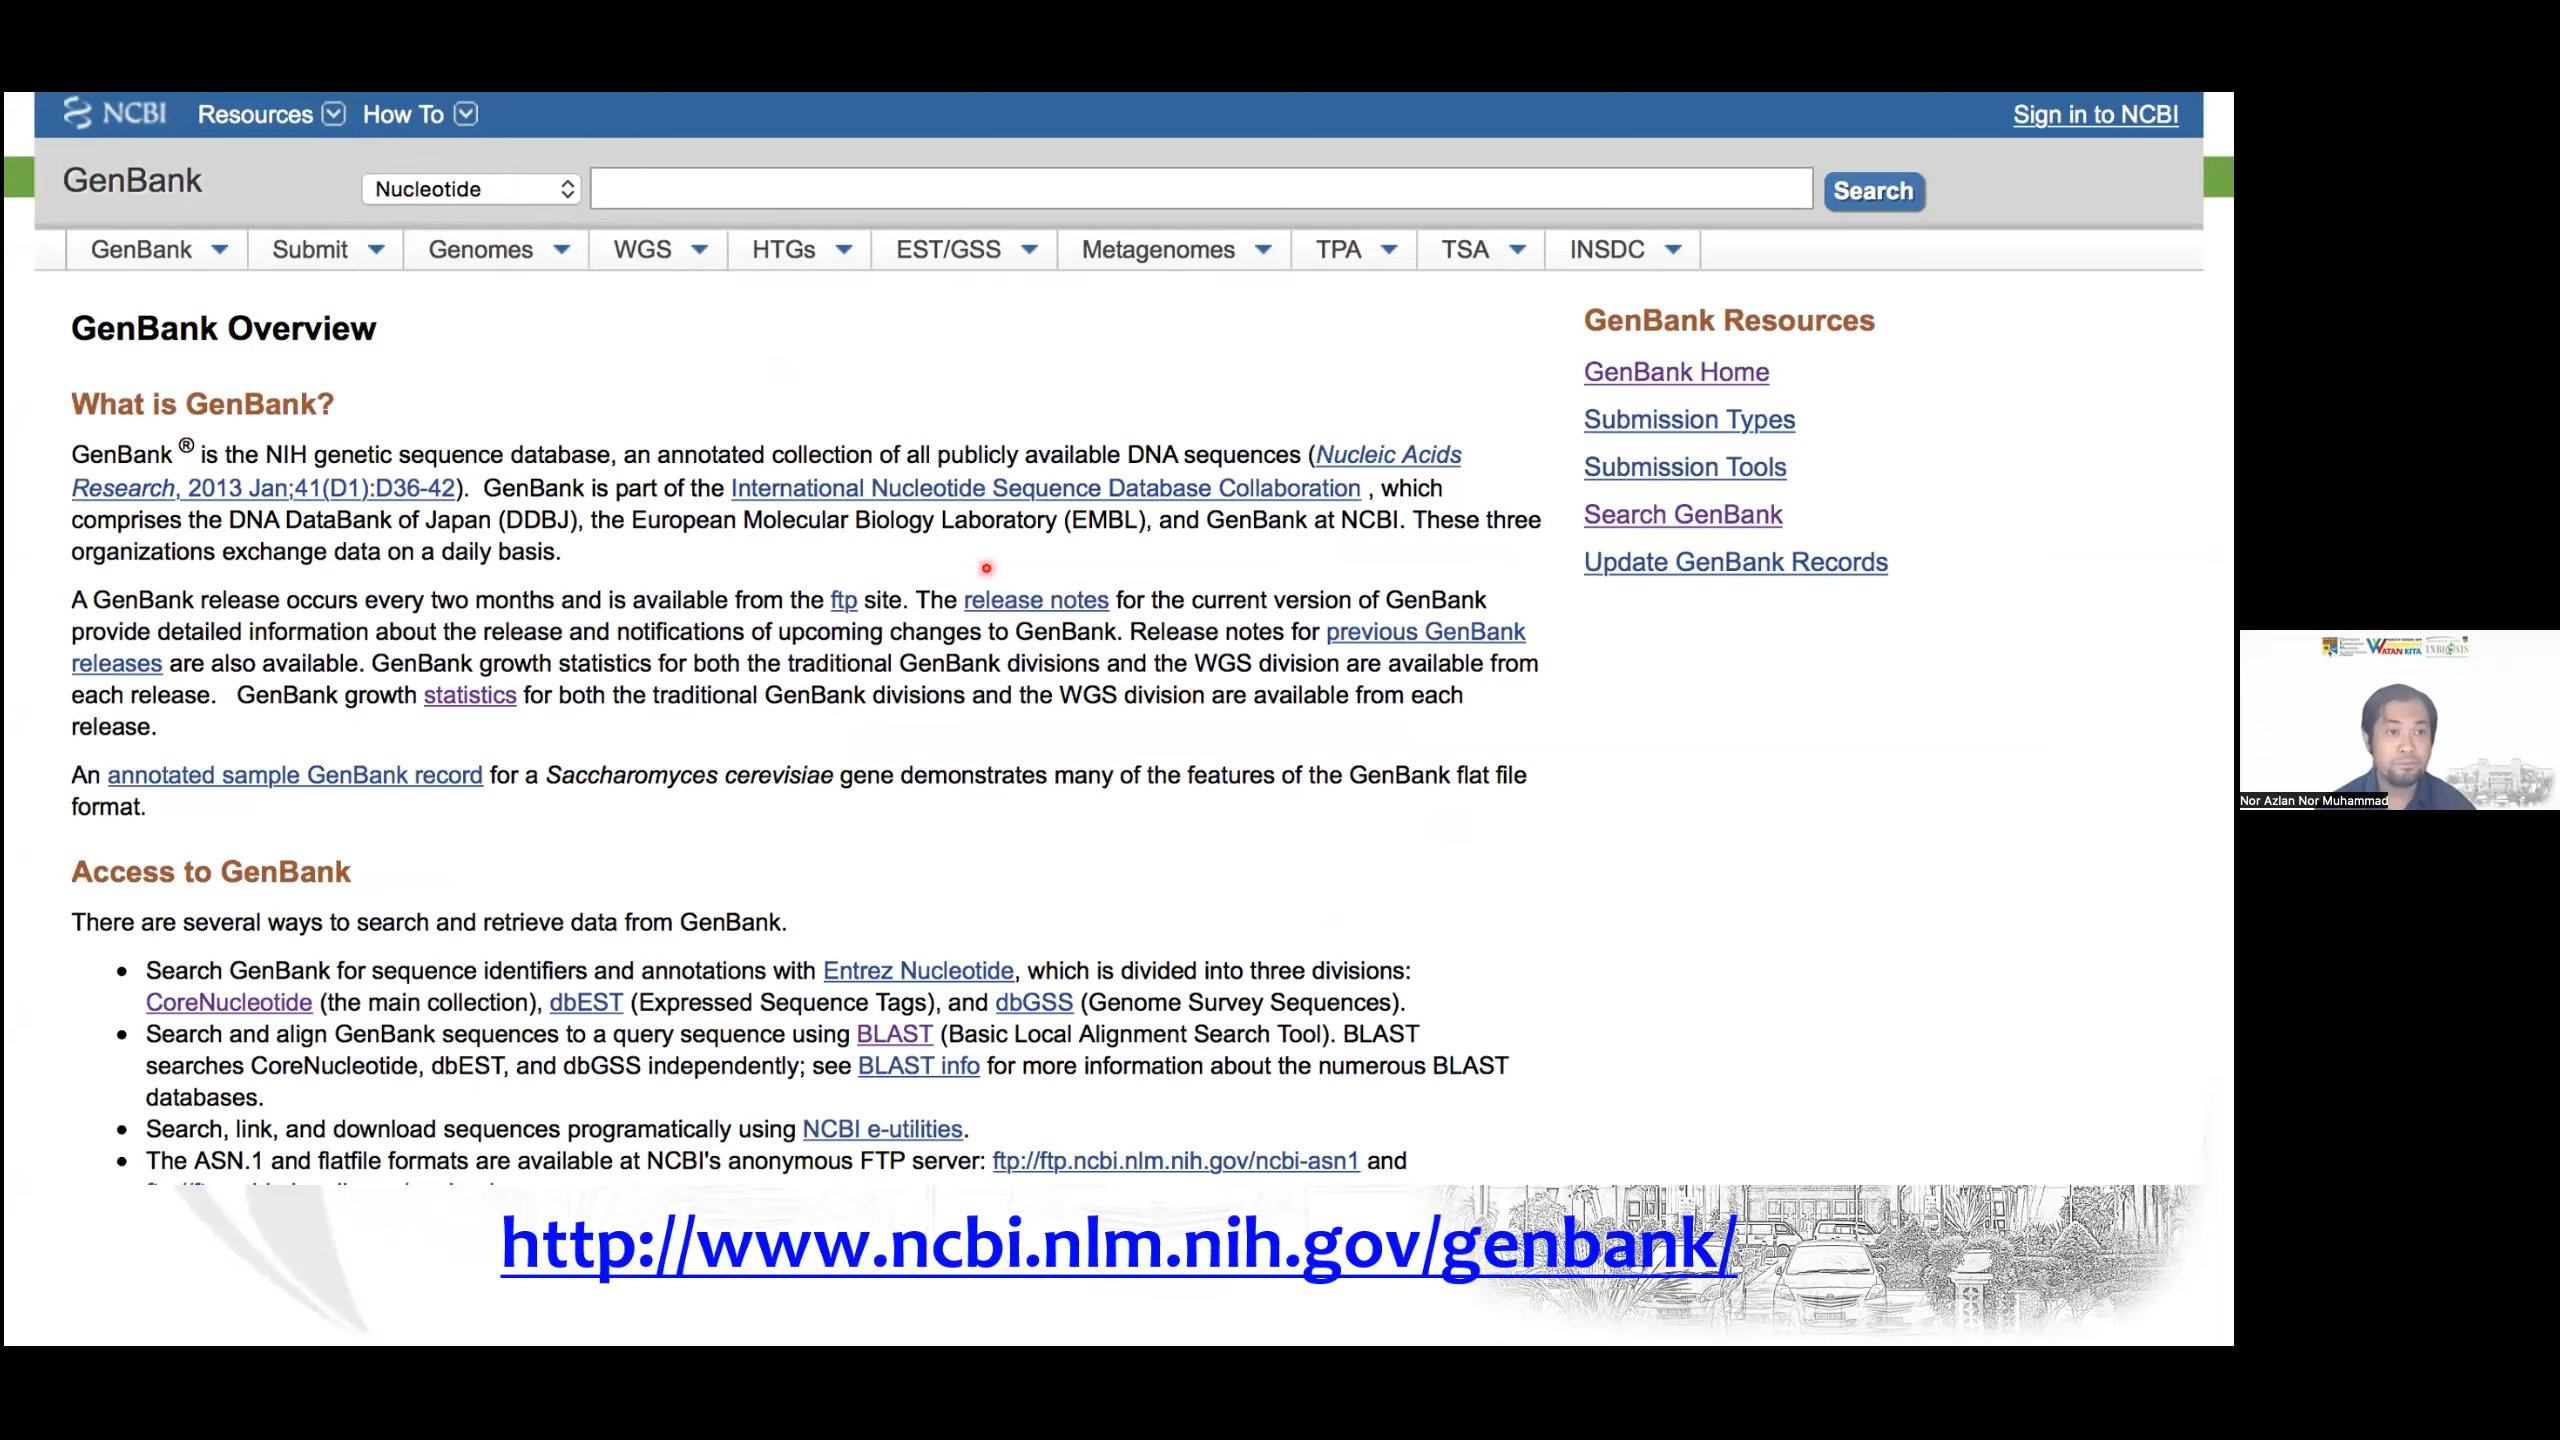 NCBI Resources How To Sign in to NCBI
GenBank Nucleotide Search
GenBank Submit Genomes WGS HTGs EST/GSS Metagenomes TPA TSA INSDC
GenBank Overview
What is GenBank?
GenBank ® is the NIH genetic sequence database, an annotated collection of all publicly available DNA sequences (Nucleic Acids
Research, 2013 Jan;41(D1):D36-42). GenBank is part of the International Nucleotide Sequence Database Collaboration , which
comprises the DNA DataBank of Japan (DDBJ), the European Molecular Biology Laboratory (EMBL), and GenBank at NCBI. These three
organizations exchange data on a daily basis.
A GenBank release occurs every two months and is available from the ftp site. The release notes for the current version of GenBank
provide detailed information about the release and notifications of upcoming changes to GenBank. Release notes for previous GenBank
releases are also available. GenBank growth statistics for both the traditional GenBank divisions and the WGS division are available from
each release. GenBank growth statistics for both the traditional GenBank divisions and the WGS division are available from each
release.
An annotated sample GenBank record for a Saccharomyces cerevisiae gene demonstrates many of the features of the GenBank flat file
format.
Access to GenBank
There are several ways to search and retrieve data from GenBank.
• Search GenBank for sequence identifiers and annotations with Entrez Nucleotide, which is divided into three divisions:
CoreNucleotide (the main collection), dbEST (Expressed Sequence Tags), and dbGSS (Genome Survey Sequences).
• Search and align GenBank sequences to a query sequence using BLAST (Basic Local Alignment Search Tool). BLAST
searches CoreNucleotide, dbEST, and dbGSS independently; see BLAST info for more information about the numerous BLAST
databases.
• Search, link, and download sequences programatically using NCBI e-utilities.
• The ASN.1 and flatfile formats are available at NCBI's anonymous FTP server: ftp://ftp.ncbi.nlm.nih.gov/ncbi-asn1 and
GenBank Resources
GenBank Home
Submission Types
Submission Tools
Search GenBank
Update GenBank Records
http://www.ncbi.nlm.nih.gov/genbank/
WATAN KITA
INBIOSIS
Nor Azlan Nor Muhammad